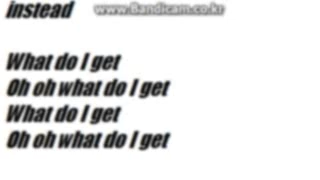 instead
www.Bandicam.co.kr
What do I get
Oh oh what do I get
What do I get
Oh oh what do I get